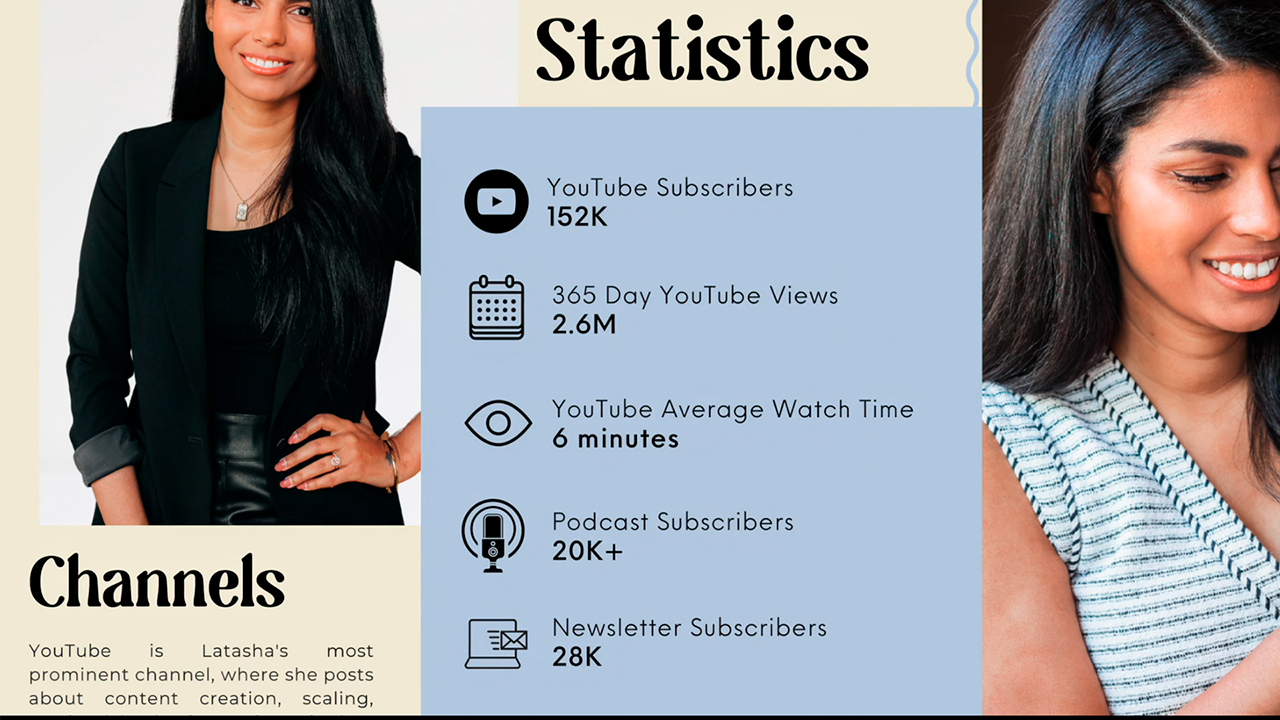 Statistics
YouTube Subscribers
152K
365 Day YouTube Views
2.6M
YouTube Average Watch Time
6 minutes
Podcast Subscribers
20K+
Newsletter Subscribers
28K
Channels
YouTube is Latasha's most
prominent channel, where she posts
about content creation, scaling,